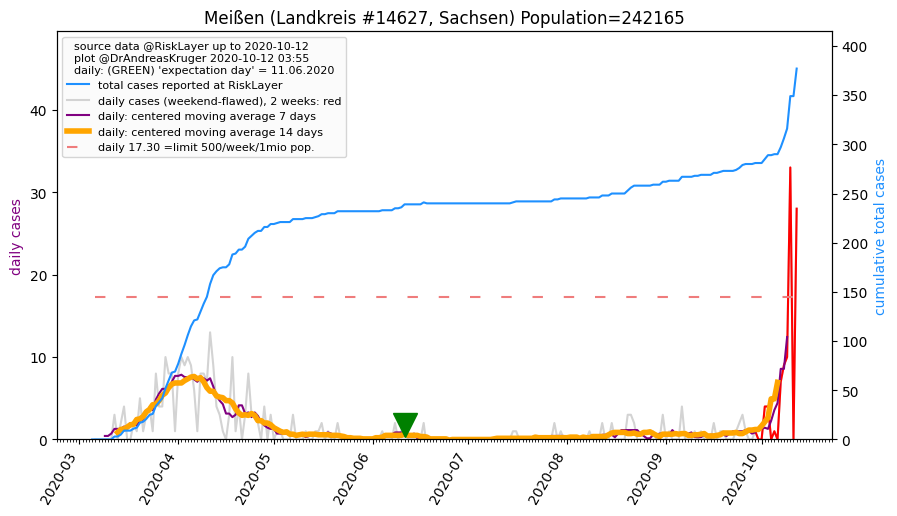 Meißen (Landkreis #14627, Sachsen) Population=242165
source data @RiskLayer up to 2020-10-12
plot @DrAndreasKruger 2020-10-12 03:55
daily: (GREEN) 'expectation day' = 11.06.2020
total cases reported at RiskLayer
daily cases (weekend-flawed), 2 weeks: red
daily: centered moving average 7 days
daily: centered moving average 14 days
daily 17.30 =limit 500/week/1mio pop.
daily cases
40
30
20
10
0
400
350
300
250
200
150
100
50
0
cumulative total cases
2020-03
2020-04
2020-05
2020-06
2020-07
2020-08
2020-09
2020-10